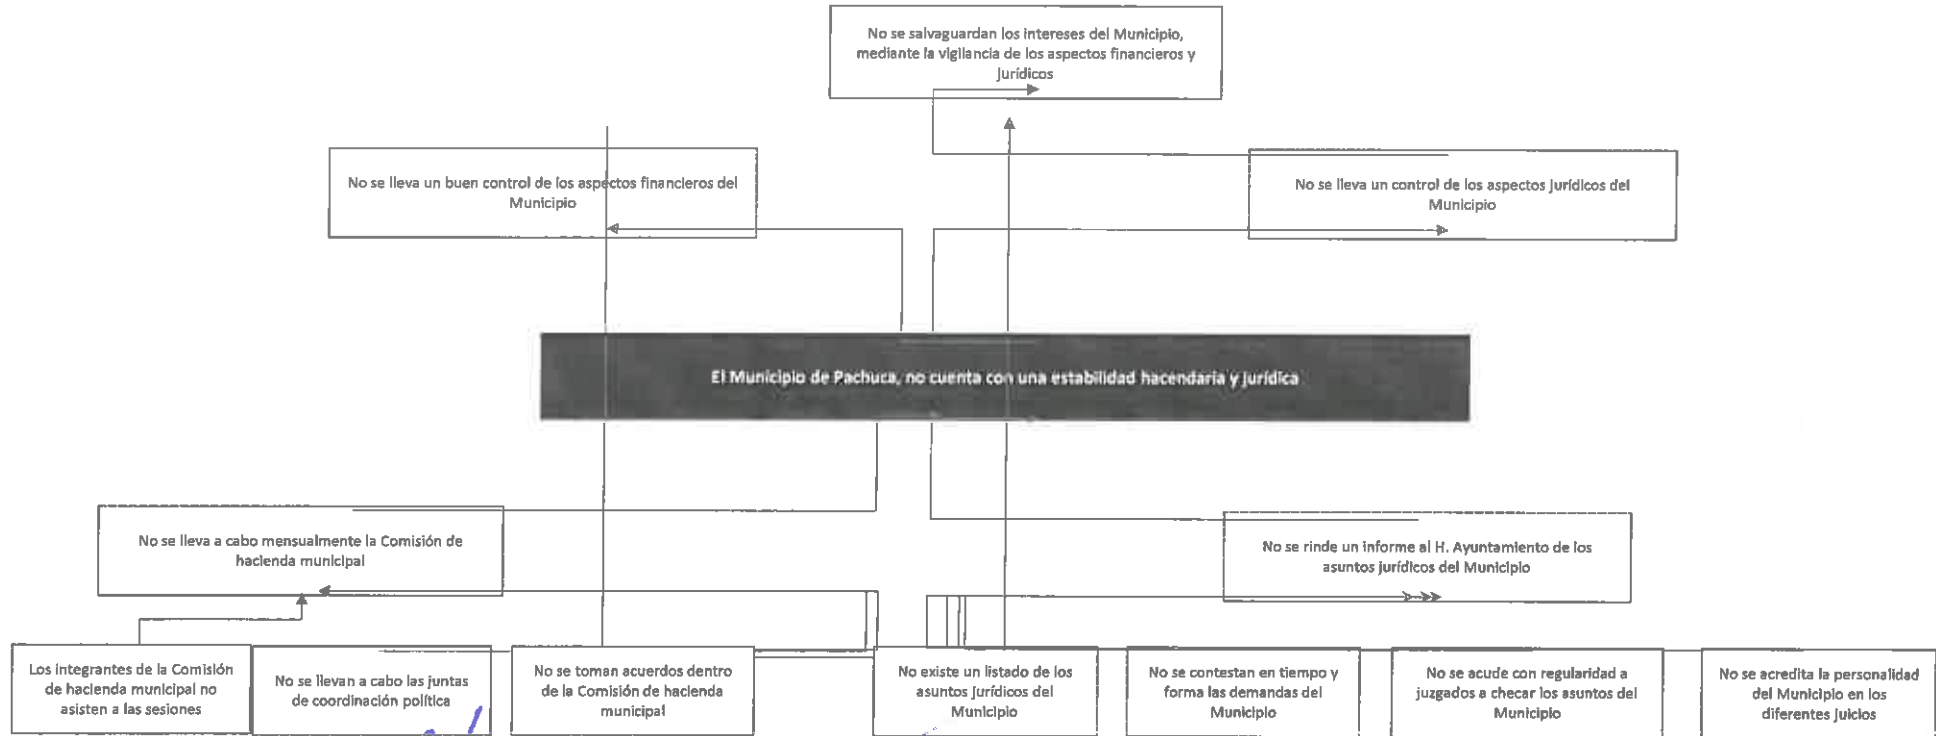 No se salvaguardan los intereses del Municipio,
mediante la vigilancia de los aspectos financieros y
jurídicos
No se lleva un buen control de los aspectos financieros del
Municipio
No se lleva un control de los aspectos jurídicos del
Municipio
El Municipio de Pachuca, no cuenta con una estabilidad hacendaria y jurídica
No se lleva a cabo mensualmente la Comisión de
hacienda municipal
No se rinde un informe al H. Ayuntamiento de los
asuntos jurídicos del Municipio
Los integrantes de la Comisión
de hacienda municipal no
asisten a las sesiones
No se llevan a cabo las juntas
de coordinación política
No se toman acuerdos dentro
de la Comisión de hacienda
municipal
No existe un listado de los
asuntos jurídicos del
Municipio
No se contestan en tiempo y
forma las demandas del
Municipio
No se acude con regularidad a
juzgados a checar los asuntos del
Municipio
No se acredita la personalidad
del Municipio en los
diferentes juicios